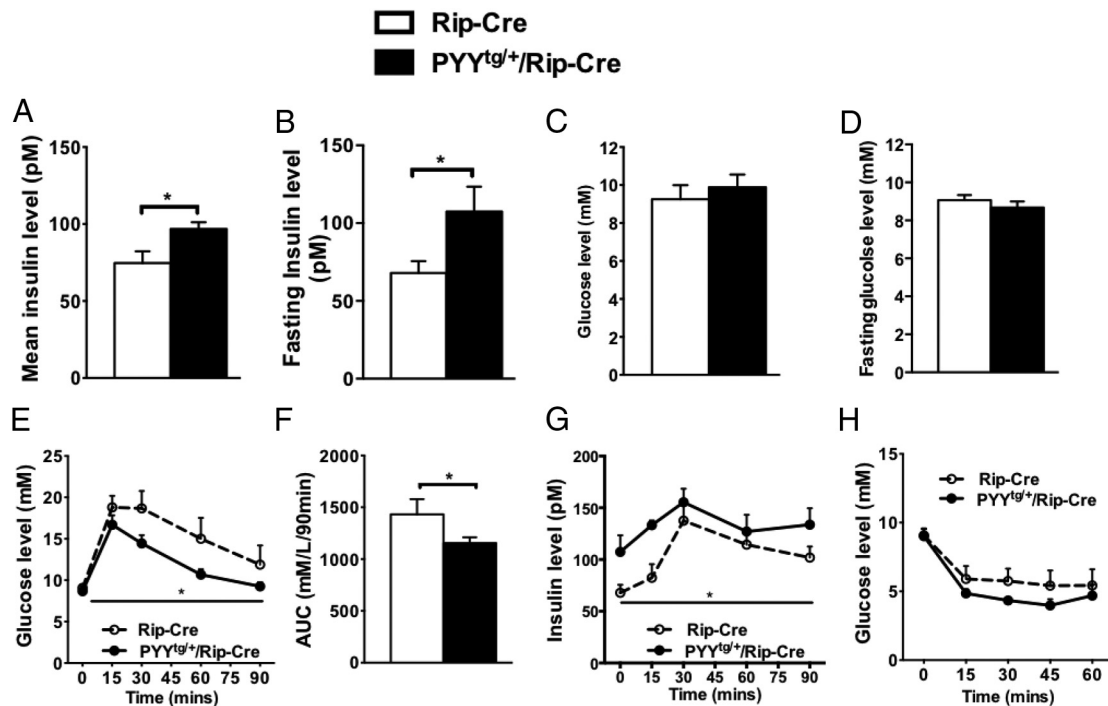 Rip-Cre
PYYtg/+/Rip-Cre
A
Mean insulin level (pM)
150
100
50
0
*
B
Fasting Insulin level
(pM)
150
100
50
0
*
C
Glucose level (mM)
12
10
8
6
4
2
0
D
Fasting glucolse level (mM)
12
10
8
6
4
2
0
E
Glucose level (mM)
25
20
15
10
5
0
*
Rip-Cre
PYYtg/+/Rip-Cre
0 15 30 45 60 75 90
Time (mins)
F
AUC (mM/L/90min)
2000
1500
1000
500
0
*
G
Insulin level (pM)
200
150
100
50
0
*
Rip-Cre
PYYtg/+/Rip-Cre
0 15 30 45 60 75 90
Time (mins)
H
Glucose level (mM)
15
10
5
0
Rip-Cre
PYYtg/+/Rip-Cre
0 15 30 45 60
Time (mins)